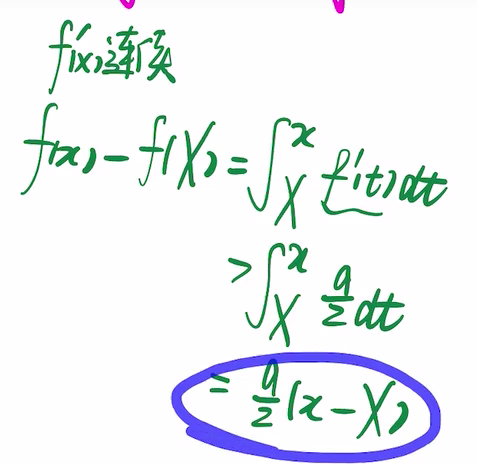 f'(x)连续
f(x)-f(X)=∫_X^x f'(t)dt
>∫_X^x a/2 dt
=a/2(x-X)